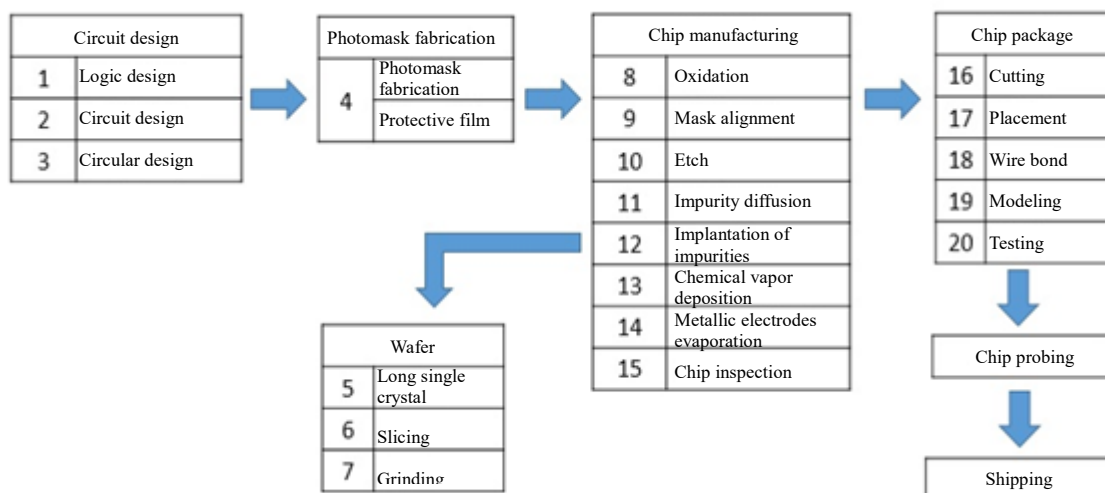 Circuit design
1 Logic design
2 Circuit design
3 Circular design
Photomask fabrication
4 Photomask
fabrication
Protective film
Wafer
5 Long single
crystal
6 Slicing
7 Grinding
Chip manufacturing
8 Oxidation
9 Mask alignment
10 Etch
11 Impurity diffusion
12 Implantation of
impurities
13 Chemical vapor
deposition
14 Metallic electrodes
evaporation
15 Chip inspection
Chip package
16 Cutting
17 Placement
18 Wire bond
19 Modeling
20 Testing
Chip probing
Shipping